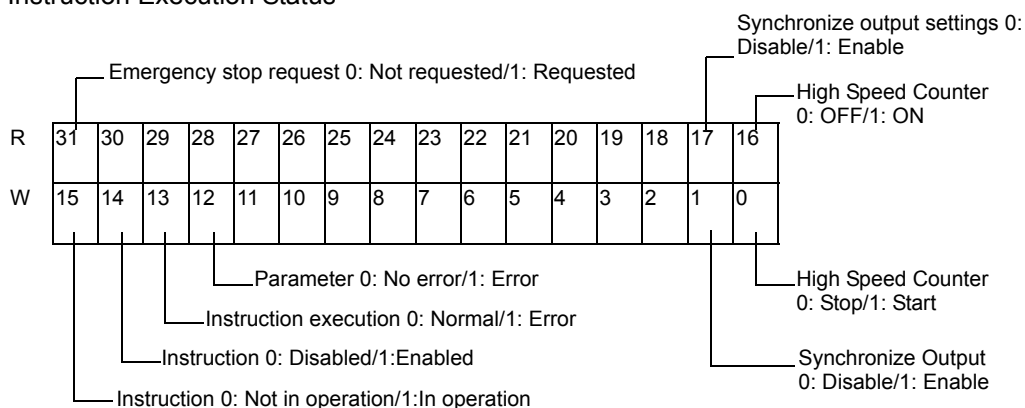 Instruction Execution Status
Synchronize output settings 0:
Disable/1: Enable
Emergency stop request 0: Not requested/1: Requested
High Speed Counter
0: OFF/1: ON
R 31 30 29 28 27 26 25 24 23 22 21 20 19 18 17 16
W 15 14 13 12 11 10 9 8 7 6 5 4 3 2 1 0
Parameter 0: No error/1: Error
High Speed Counter
0: Stop/1: Start
Instruction execution 0: Normal/1: Error
Instruction 0: Disabled/1:Enabled
Synchronize Output
0: Disable/1: Enable
Instruction 0: Not in operation/1:In operation